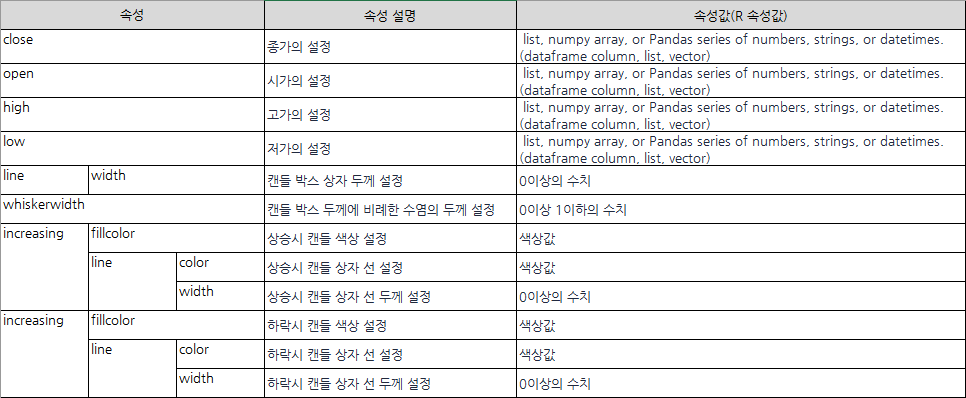 속성 속성 설명 속성값(R 속성값)
close 종가의 설정 list, numpy array, or Pandas series of numbers, strings, or datetimes.
(dataframe column, list, vector)
open 시가의 설정 list, numpy array, or Pandas series of numbers, strings, or datetimes.
(dataframe column, list, vector)
high 고가의 설정 list, numpy array, or Pandas series of numbers, strings, or datetimes.
(dataframe column, list, vector)
low 저가의 설정 list, numpy array, or Pandas series of numbers, strings, or datetimes.
(dataframe column, list, vector)
line width 캔들 박스 상자 두께 설정 0이상의 수치
whiskerwidth 캔들 박스 두께에 비례한 수염의 두께 설정 0이상 1이하의 수치
increasing fillcolor 상승시 캔들 색상 설정 색상값
line color 상승시 캔들 상자 선 설정 색상값
width 상승시 캔들 상자 선 두께 설정 0이상의 수치
increasing fillcolor 하락시 캔들 색상 설정 색상값
line color 하락시 캔들 상자 선 설정 색상값
width 하락시 캔들 상자 선 두께 설정 0이상의 수치